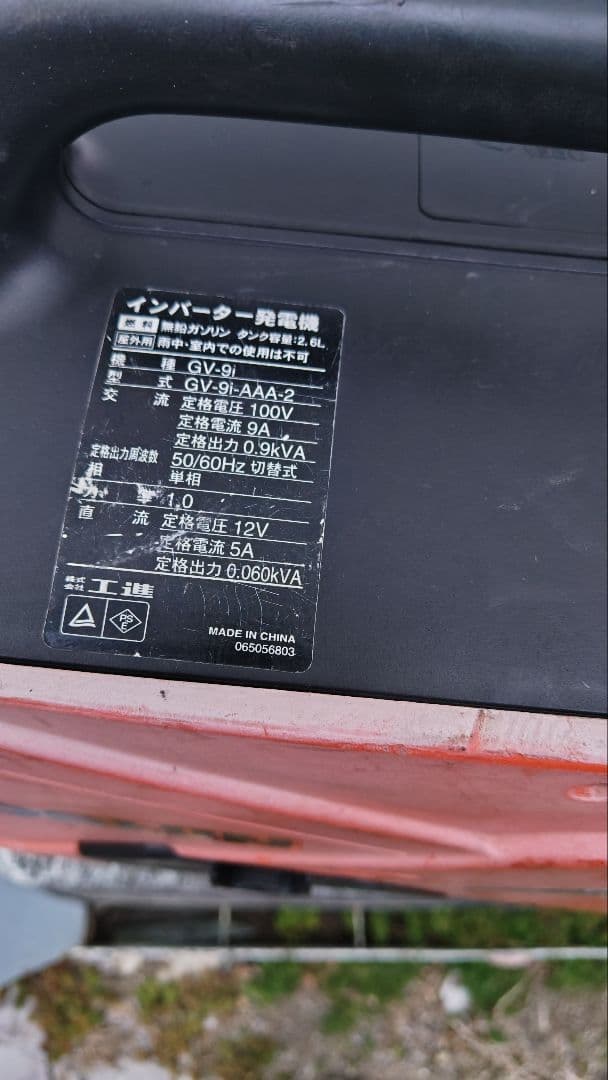 インバーター発電機
燃料 無鉛ガソリン タンク容量:2.6L
屋外用 雨中・室内での使用は不可
機種 GV-9i
型式 GV-9i-AAA-2
交流 定格電圧 100V
定格電流 9A
定格出力 0.9kVA
定格出力周波数 50/60Hz 切替式
相 単相
力率 1.0
直流 定格電圧 12V
定格電流 5A
定格出力 0.060kVA
株式会社 工進
PSE
MADE IN CHINA
065056803